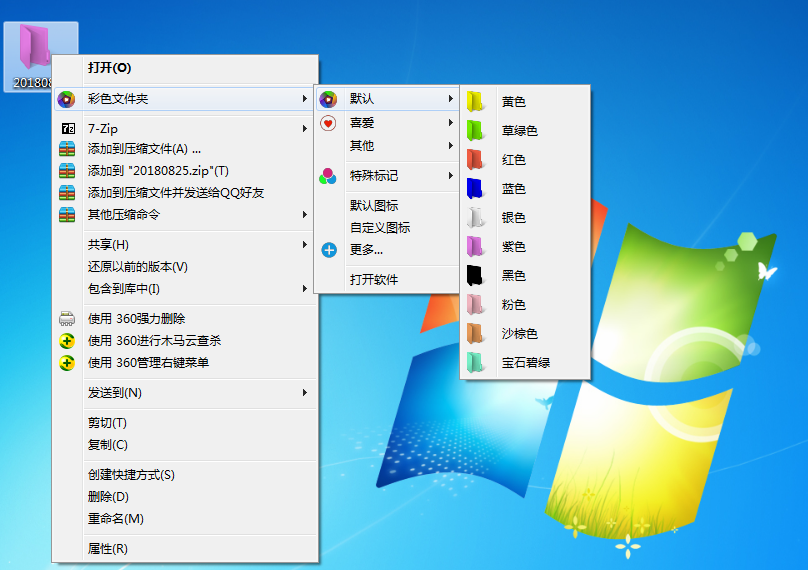 201808
打开(O)
彩色文件夹
7-Zip
添加到压缩文件(A) ...
添加到 "20180825.zip"(T)
添加到压缩文件并发送给QQ好友
其他压缩命令
共享(H)
还原以前的版本(V)
包含到库中(I)
使用 360强力删除
使用 360进行木马云查杀
使用 360管理右键菜单
发送到(N)
剪切(T)
复制(C)
创建快捷方式(S)
删除(D)
重命名(M)
属性(R)
默认
喜爱
其他
特殊标记
默认图标
自定义图标
更多...
打开软件
黄色
草绿色
红色
蓝色
银色
紫色
黑色
粉色
沙棕色
宝石碧绿